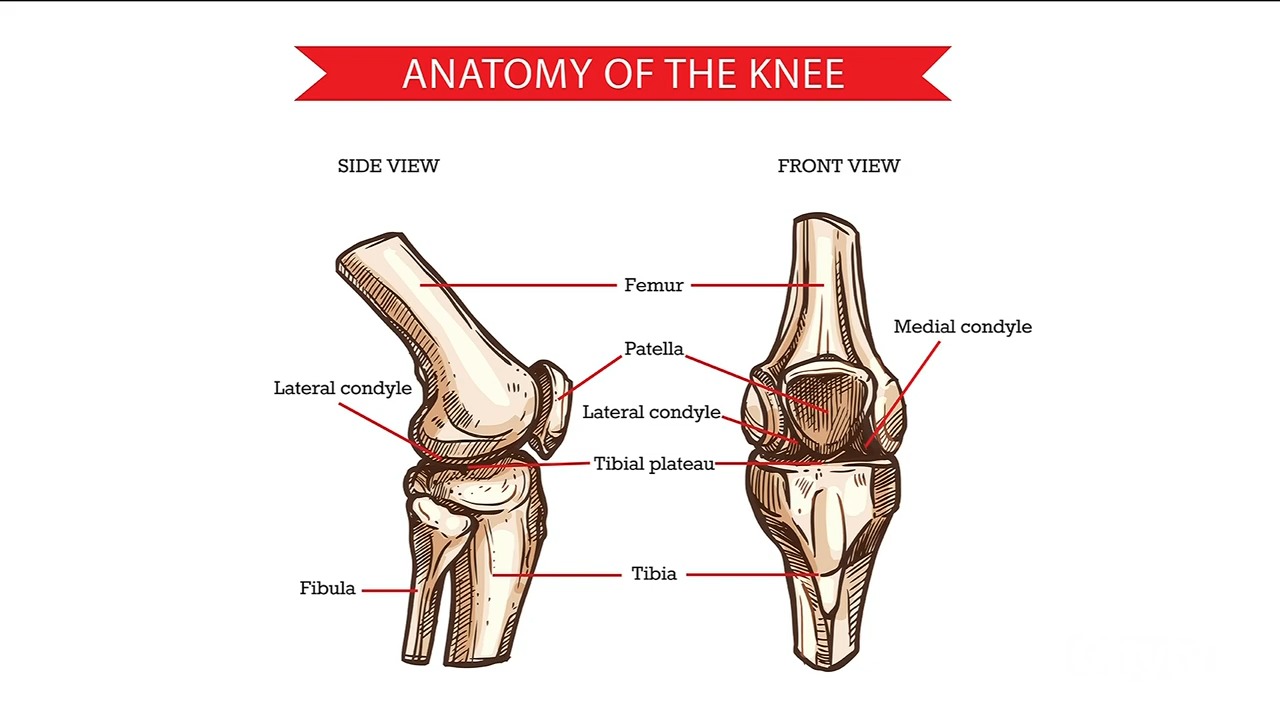 ANATOMY OF THE KNEE
SIDE VIEW
FRONT VIEW
Femur
Medial condyle
Patella
Lateral condyle
Lateral condyle
Tibial plateau
Tibia
Fibula